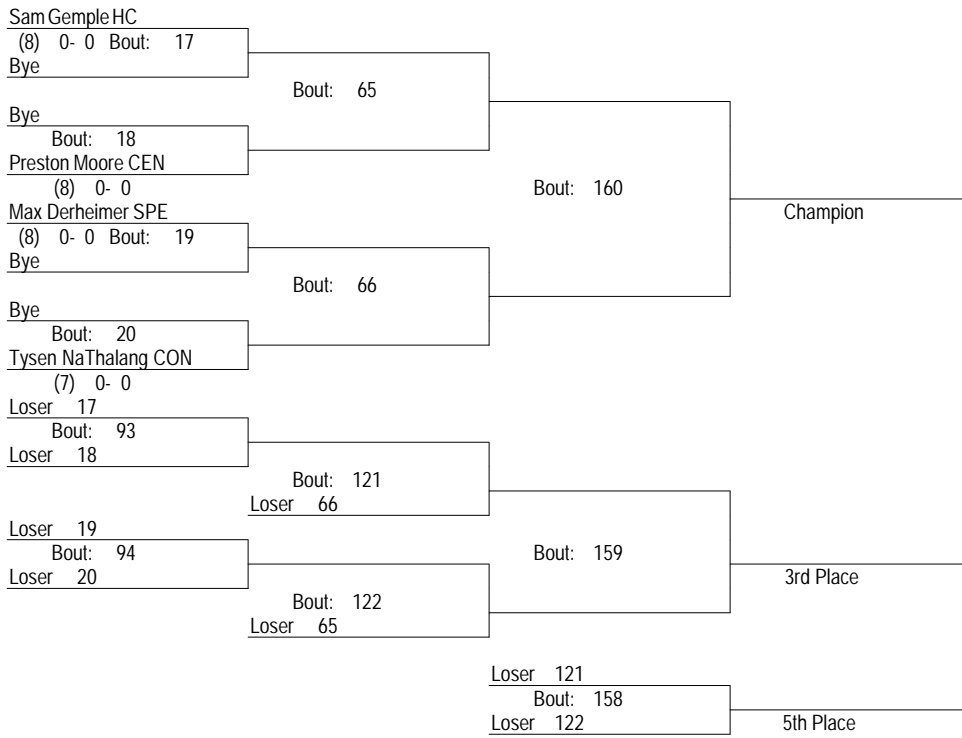 Sam Gemple HC
(8) 0- 0 Bout: 17
Bye
Bout: 65
Bye
Bout: 18
Preston Moore CEN
(8) 0- 0
Bout: 160
Max Derheimer SPE
Champion
(8) 0- 0 Bout: 19
Bye
Bout: 66
Bye
Bout: 20
Tysen NaThalang CON
(7) 0- 0
Loser 17
Bout: 93
Loser 18
Bout: 121
Loser 66
Loser 19
Bout: 94
Bout: 159
Loser 20
3rd Place
Bout: 122
Loser 65
Loser 121
Bout: 158
Loser 122
5th Place